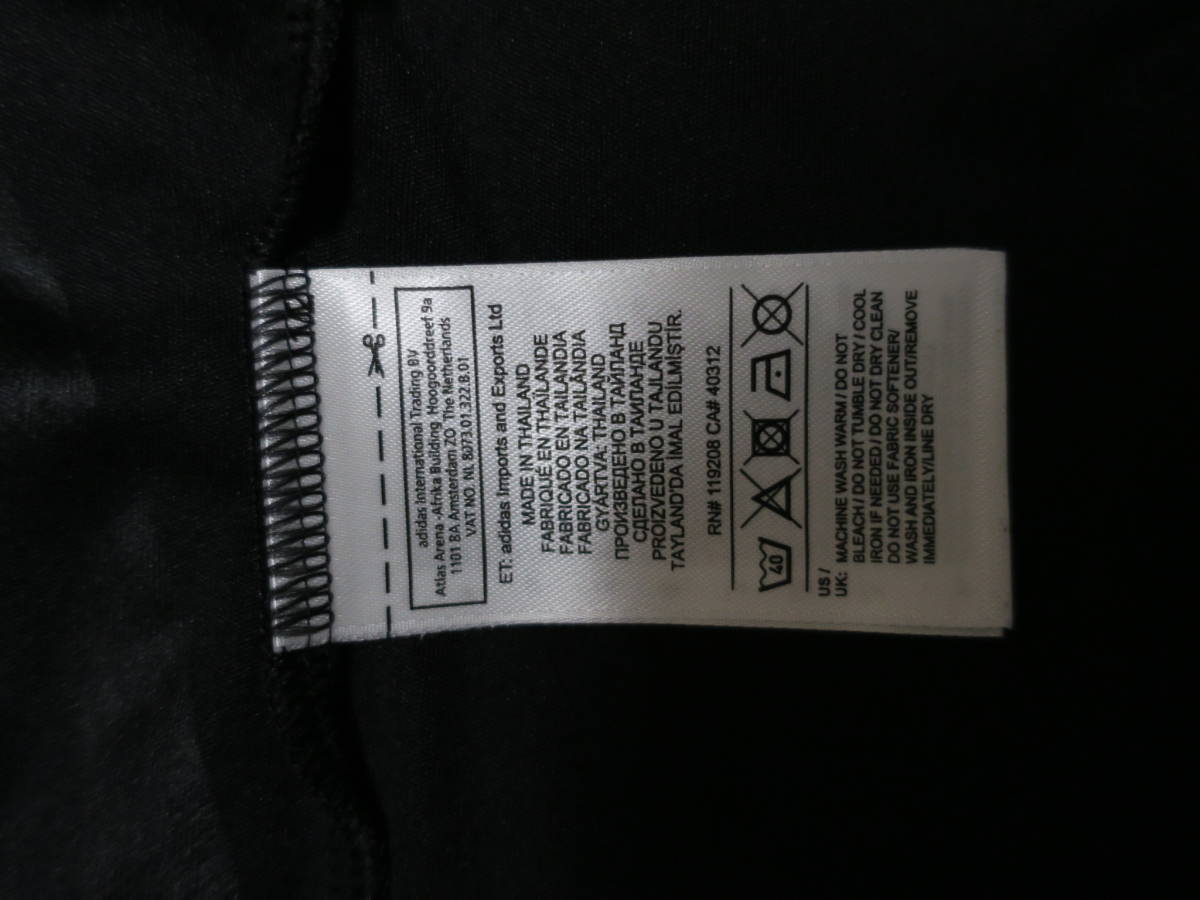 adidas International Trading BV
Atlas Arena -Afrika Building Hoogoorddreef 9a
1101 BA Amsterdam ZO The Netherlands
VAT NO. NL 8073.01.322.B.01
ET: adidas Imports and Exports Ltd
MADE IN THAILAND
FABRIQUÉ EN THAÏLANDE
FABRICADO EN TAILANDIA
FABRICADO NA TAILÂNDIA
GYÁRTVA: THAILAND
ПРОИЗВЕДЕНО В ТАЙЛАНД
СДЕЛАНО В ТАИЛАНДЕ
PROIZVEDENO U TAJLANDU
TAYLAND'DA İMAL EDİLMİŞTİR.
RN# 119208 CA# 40312
40
US /
UK: MACHINE WASH WARM / DO NOT
BLEACH / DO NOT TUMBLE DRY / COOL
IRON IF NEEDED / DO NOT DRY CLEAN
DO NOT USE FABRIC SOFTENER/
WASH AND IRON INSIDE OUT/REMOVE
IMMEDIATELY/LINE DRY